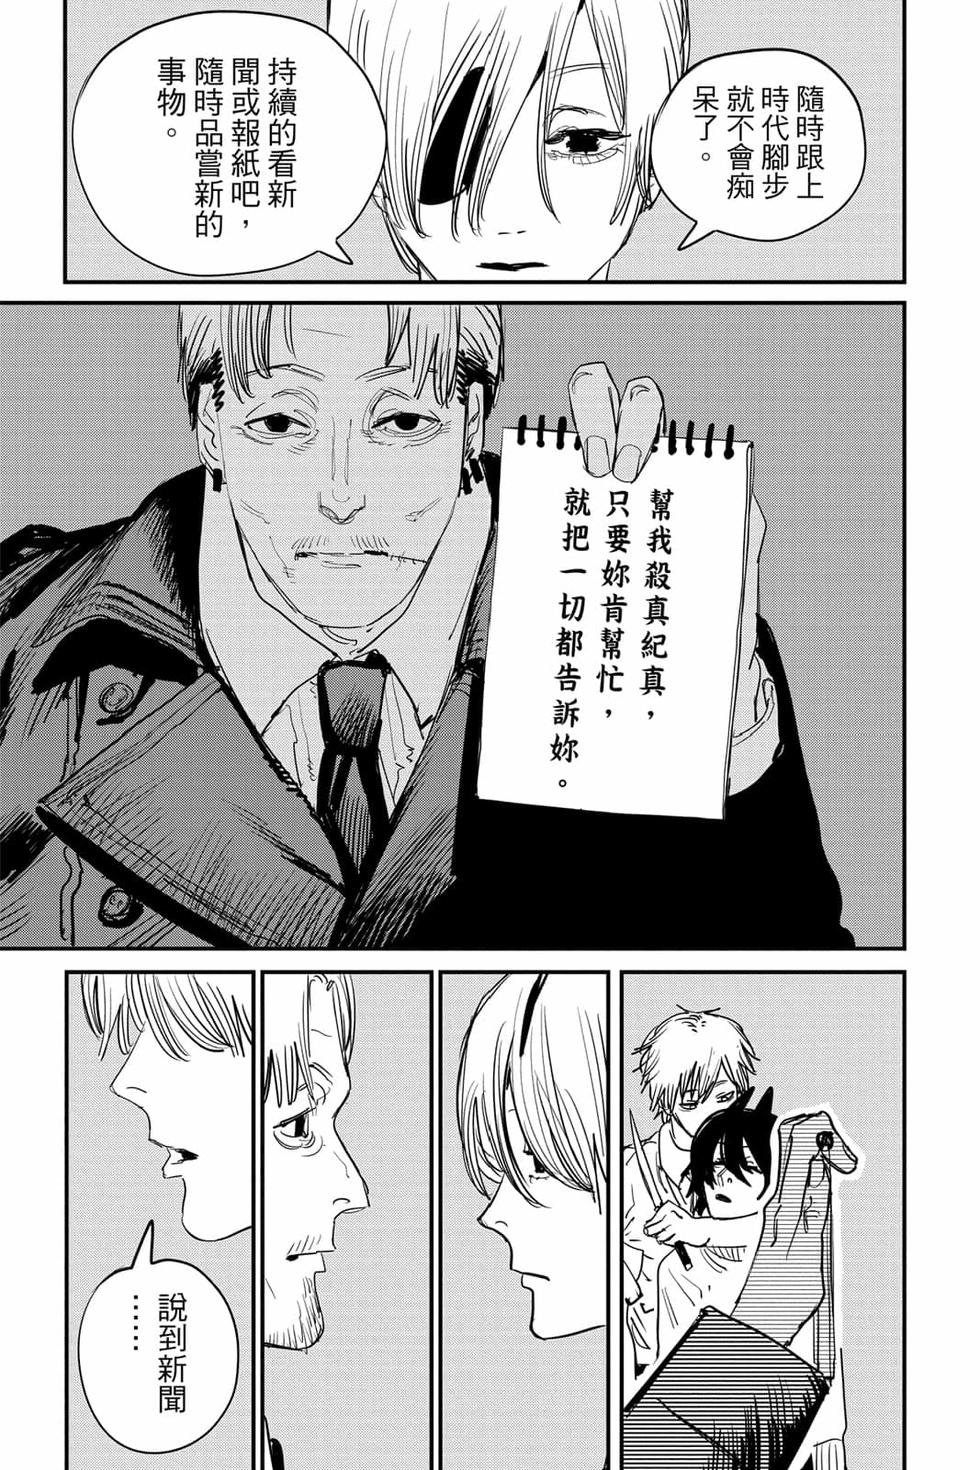 隨時跟上
時代腳步
就不會痴
呆了。
持續的看新
聞或報紙吧，
隨時品嘗新的
事物。
幫我殺真紀真，
只要妳肯幫忙，
就把一切都告訴妳。
說到新聞
……